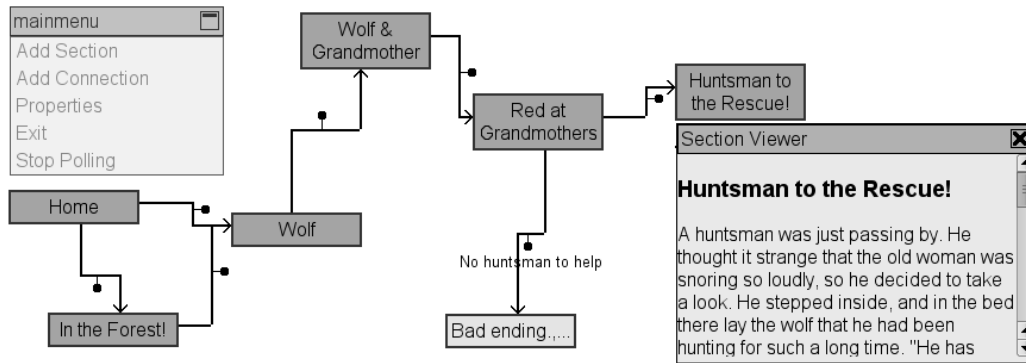 mainmenu
Add Section
Add Connection
Properties
Exit
Stop Polling
Wolf &
Grandmother
Red at
Grandmothers
Huntsman to
the Rescue!
Home
Wolf
In the Forest!
No huntsman to help
Bad ending.,...
Section Viewer
Huntsman to the Rescue!
A huntsman was just passing by. He
thought it strange that the old woman was
snoring so loudly, so he decided to take
a look. He stepped inside, and in the bed
there lay the wolf that he had been
hunting for such a long time. "He has